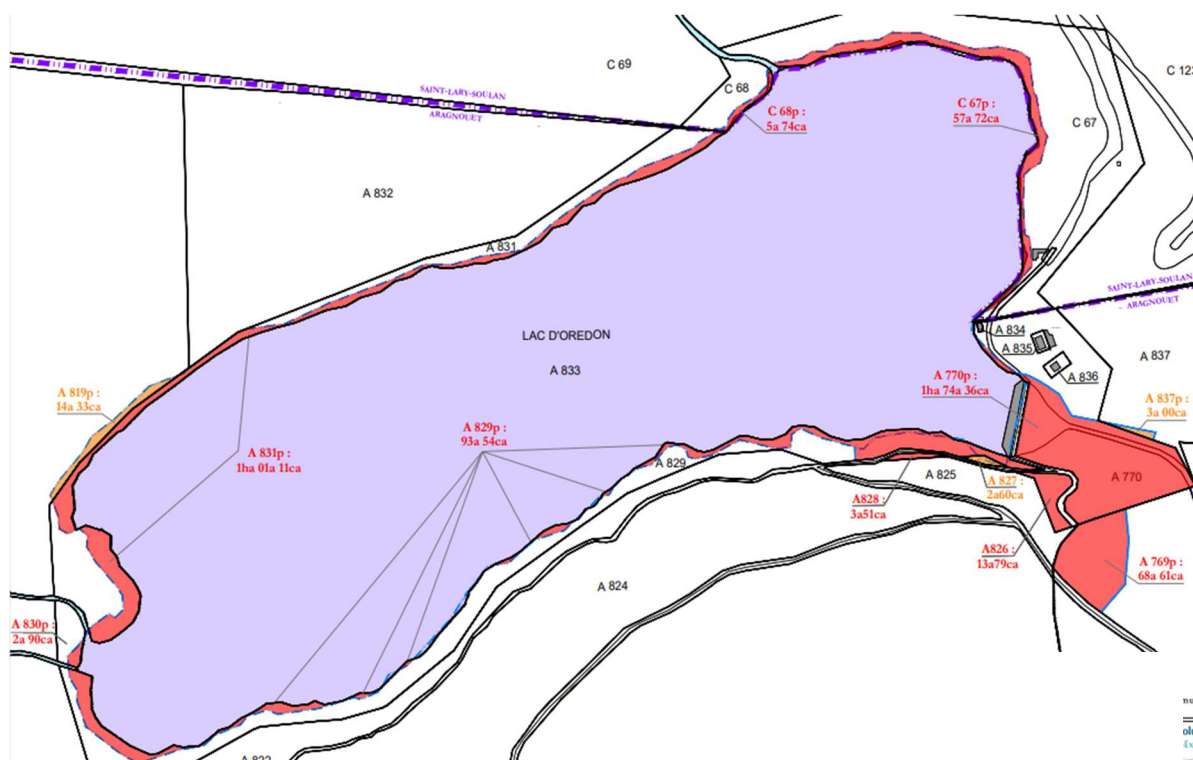 C 69
C 68
C 123
SAINT-LARY-SOULAN
ARAGNOUET
C 68p :
5a 74ca
C 67p :
57a 72ca
C 67
A 832
A 831
LAC D'OREDON
A 833
SAINT-LARY-SOULAN
ARAGNOUET
A 834
A 835
A 836
A 837
A 819p :
14a 33ca
A 831p :
1ha 01a 11ca
A 829p :
93a 54ca
A 770p :
1ha 74a 36ca
A 837p :
3a 00ca
A 829
A 825
A 827 :
2a60ca
A 770
A828 :
3a51ca
A826 :
13a79ca
A 769p :
68a 61ca
A 824
A 830p :
2a 90ca